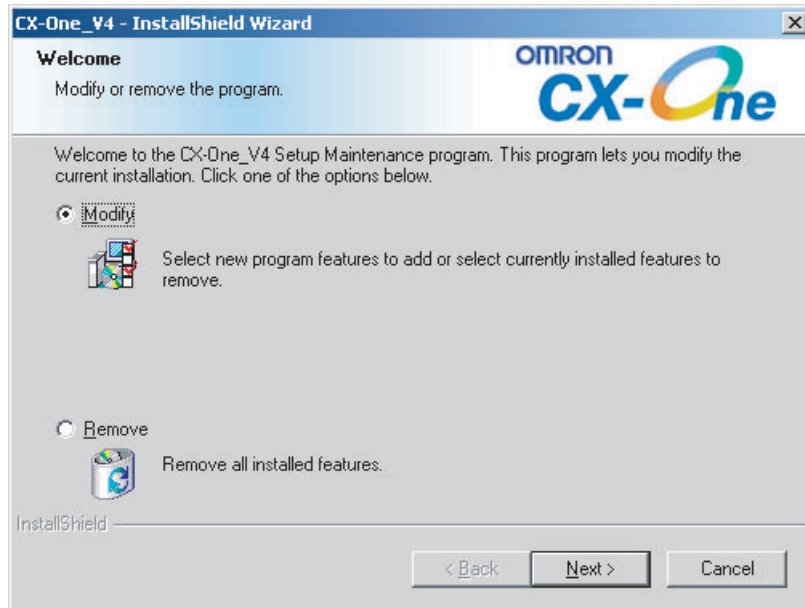 CX-One_V4 - InstallShield Wizard
Welcome
Modify or remove the program.
OMRON
CX-One
Welcome to the CX-One_V4 Setup Maintenance program. This program lets you modify the
current installation. Click one of the options below.
Modify
Select new program features to add or select currently installed features to
remove.
Remove
Remove all installed features.
InstallShield
< Back
Next >
Cancel